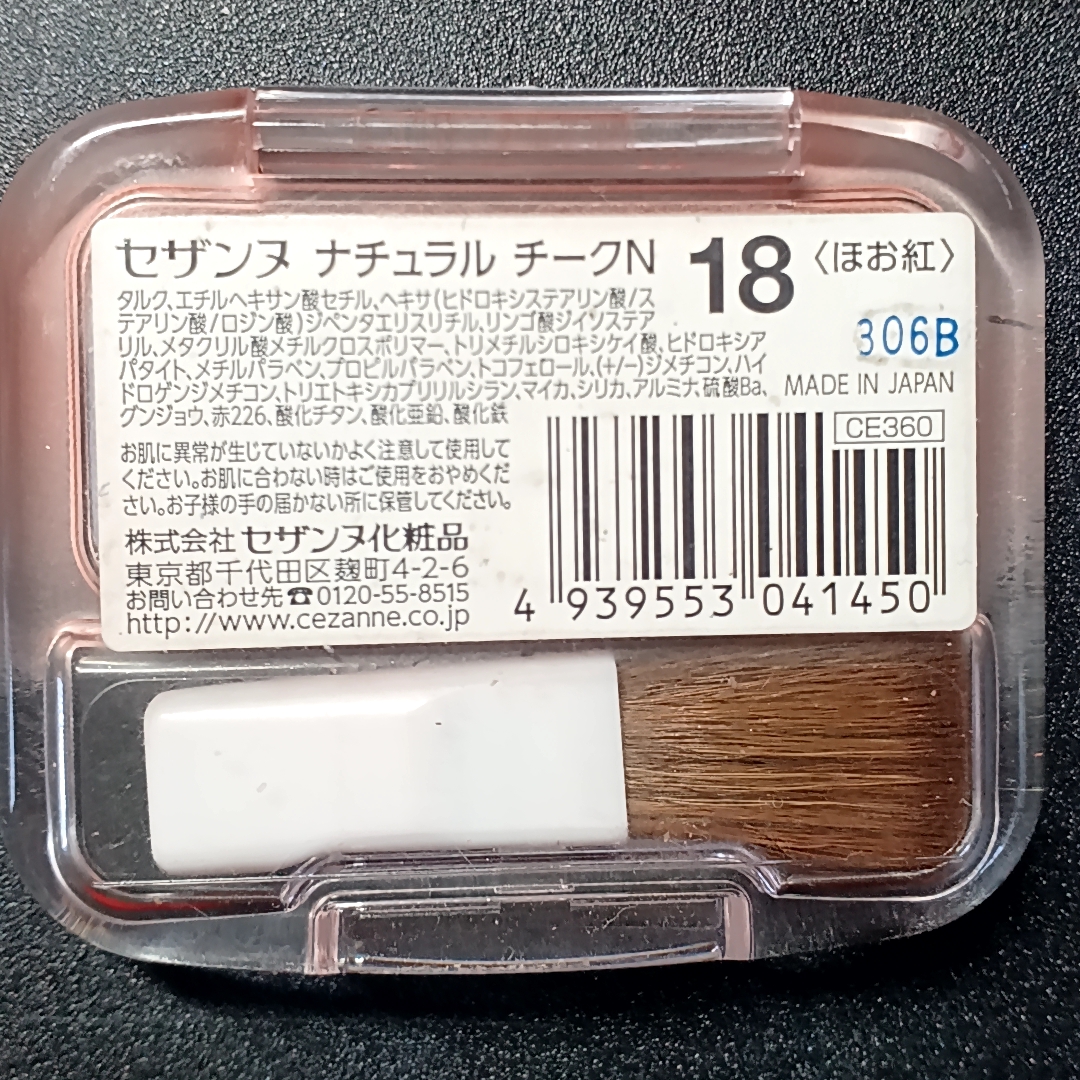 セザンヌ ナチュラル チークN 18 〈ほお紅〉
タルク、エチルヘキサン酸セチル、ヘキサ(ヒドロキシステアリン酸/ス
テアリン酸/ロジン酸)ジペンタエリスリチル、リンゴ酸ジイソステア
リル、メタクリル酸メチルクロスポリマー、トリメチルシロキシケイ酸、ヒドロキシア
パタイト、メチルパラベン、プロピルパラベン、トコフェロール、(+/-)ジメチコン、ハイ
ドロゲンジメチコン、トリエトキシカプリリルシラン、マイカ、シリカ、アルミナ、硫酸Ba、
グンジョウ、赤226、酸化チタン、酸化亜鉛、酸化鉄
306B
MADE IN JAPAN
CE360
お肌に異常が生じていないかよく注意して使用して
ください。お肌に合わない時はご使用をおやめくだ
さい。お子様の手の届かない所に保管してください。
株式会社 セザンヌ化粧品
東京都千代田区麹町4-2-6
お問い合わせ先☎0120-55-8515
http://www.cezanne.co.jp
4 939553 041450